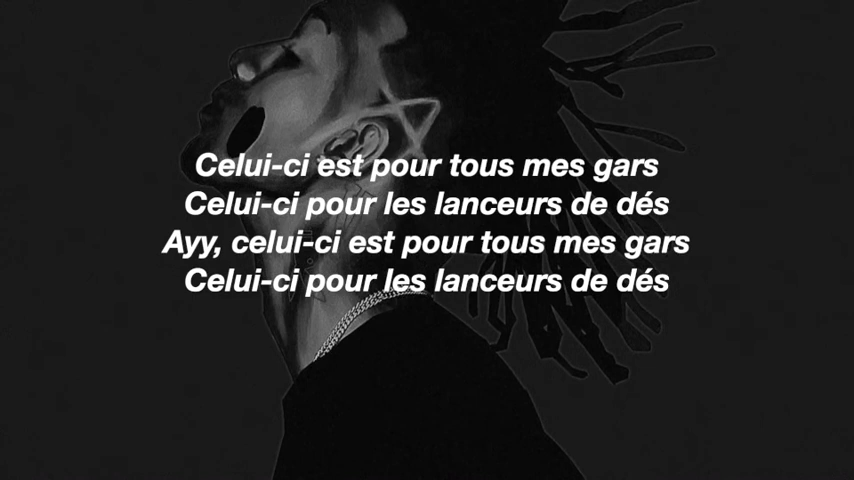 Celui-ci est pour tous mes gars
Celui-ci pour les lanceurs de dés
Ayy, celui-ci est pour tous mes gars
Celui-ci pour les lanceurs de dés